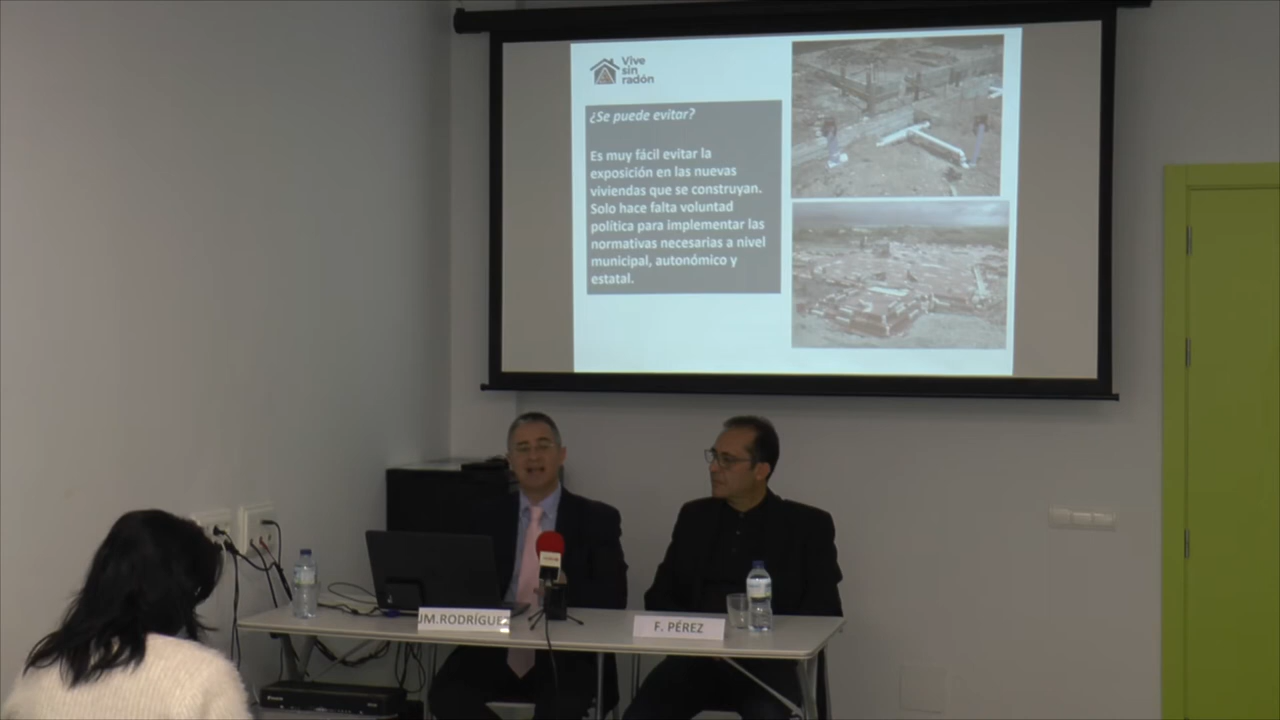 Vive
sin
radón
¿Se puede evitar?
Es muy fácil evitar la
exposición en las nuevas
viviendas que se construyan.
Solo hace falta voluntad
política para implementar las
normativas necesarias a nivel
municipal, autonómico y
estatal.
JM.RODRÍGUEZ
F. PÉREZ